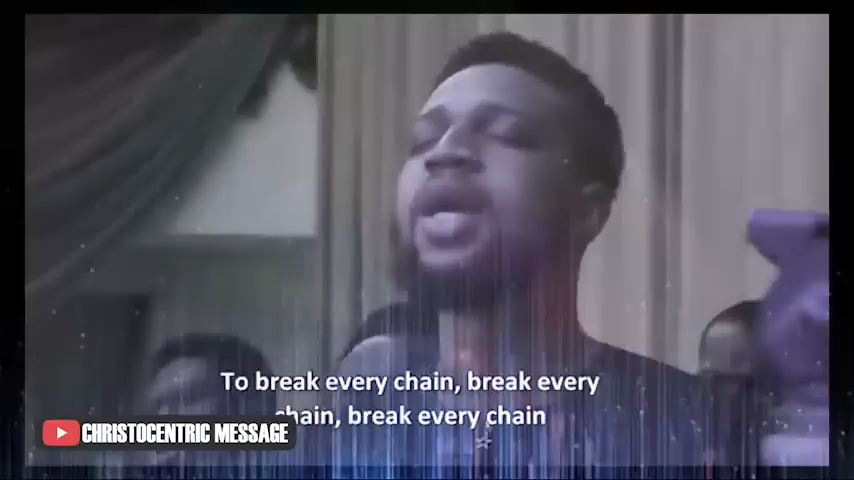 To break every chain, break every
chain, break every chain
CHRISTOCENTRIC MESSAGE